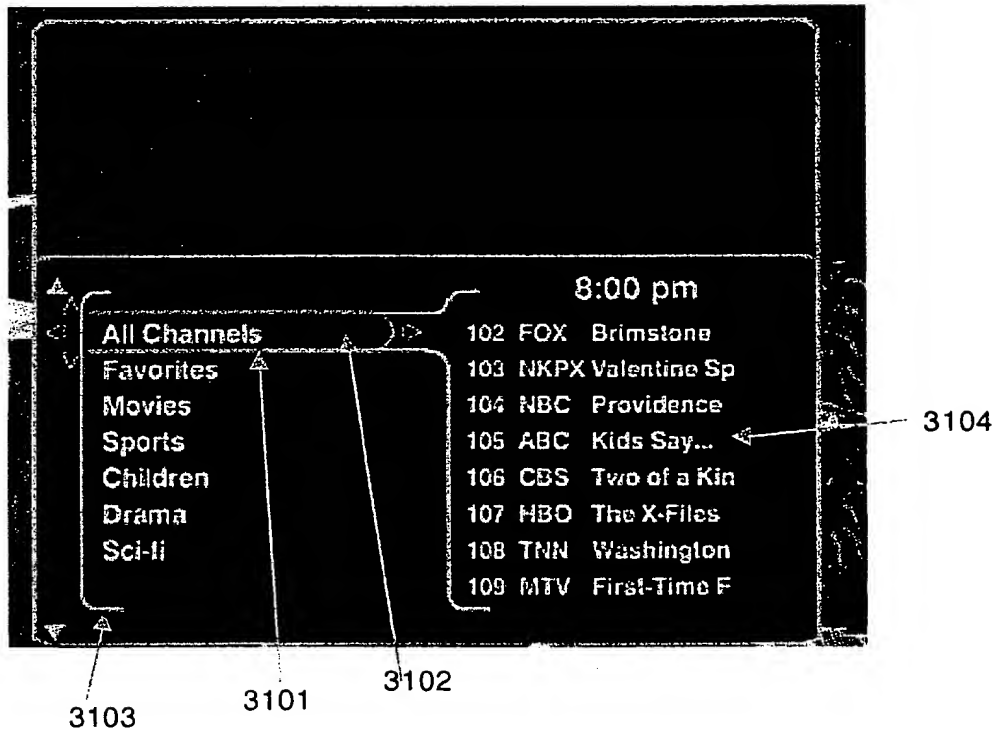 8:00 pm
All Channels
Favorites
Movies
Sports
Children
Drama
Sci-fi
102 FOX Brimstone
103 NKPX Valentine Sp
104 NBC Providence
105 ABC Kids Say...
106 CBS Two of a Kin
107 HBO The X-Files
108 TNN Washington
109 MTV First-Time F
3104
3102
3101
3103